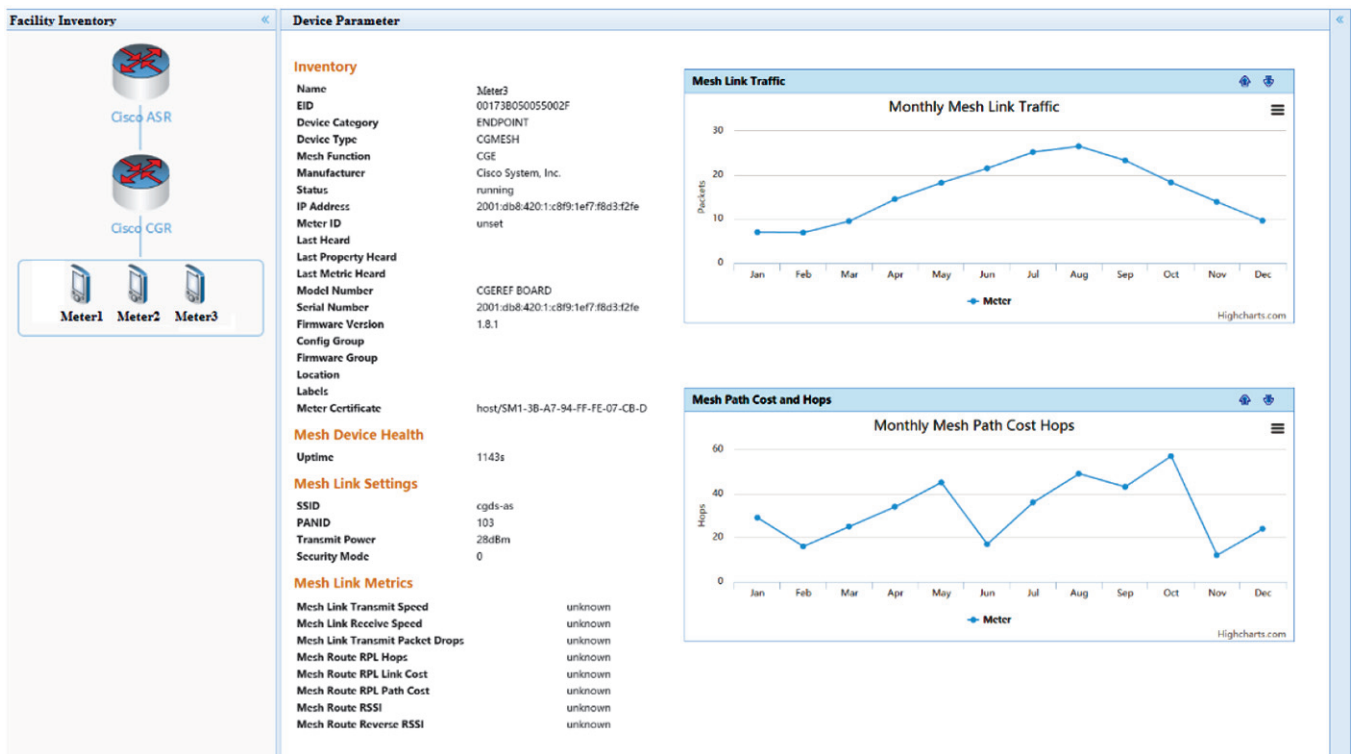 Facility Inventory
Cisco ASR
Cisco CGR
Meter1 Meter2 Meter3
Device Parameter
Inventory
Name Meter3
EID 00173B050055002F
Device Category ENDPOINT
Device Type CGMESH
Mesh Function CGE
Manufacturer Cisco System, Inc.
Status running
IP Address 2001:db8:420:1:c8f9:1ef7:f8d3:f2fe
Meter ID unset
Last Heard
Last Property Heard
Last Metric Heard
Model Number CGEREF BOARD
Serial Number 2001:db8:420:1:c8f9:1ef7:f8d3:f2fe
Firmware Version 1.8.1
Config Group
Firmware Group
Location
Labels
Meter Certificate host/SM1-3B-A7-94-FF-FE-07-CB-D
Mesh Device Health
Uptime 1143s
Mesh Link Settings
SSID cgds-as
PANID 103
Transmit Power 28dBm
Security Mode 0
Mesh Link Metrics
Mesh Link Transmit Speed unknown
Mesh Link Receive Speed unknown
Mesh Link Transmit Packet Drops unknown
Mesh Route RPL Hops unknown
Mesh Route RPL Link Cost unknown
Mesh Route RPL Path Cost unknown
Mesh Route RSSI unknown
Mesh Route Reverse RSSI unknown
Mesh Link Traffic
Monthly Mesh Link Traffic
Packets
30
20
10
0
Jan Feb Mar Apr May Jun Jul Aug Sep Oct Nov Dec
Meter
Highcharts.com
Mesh Path Cost and Hops
Monthly Mesh Path Cost Hops
Hops
60
40
20
0
Jan Feb Mar Apr May Jun Jul Aug Sep Oct Nov Dec
Meter
Highcharts.com